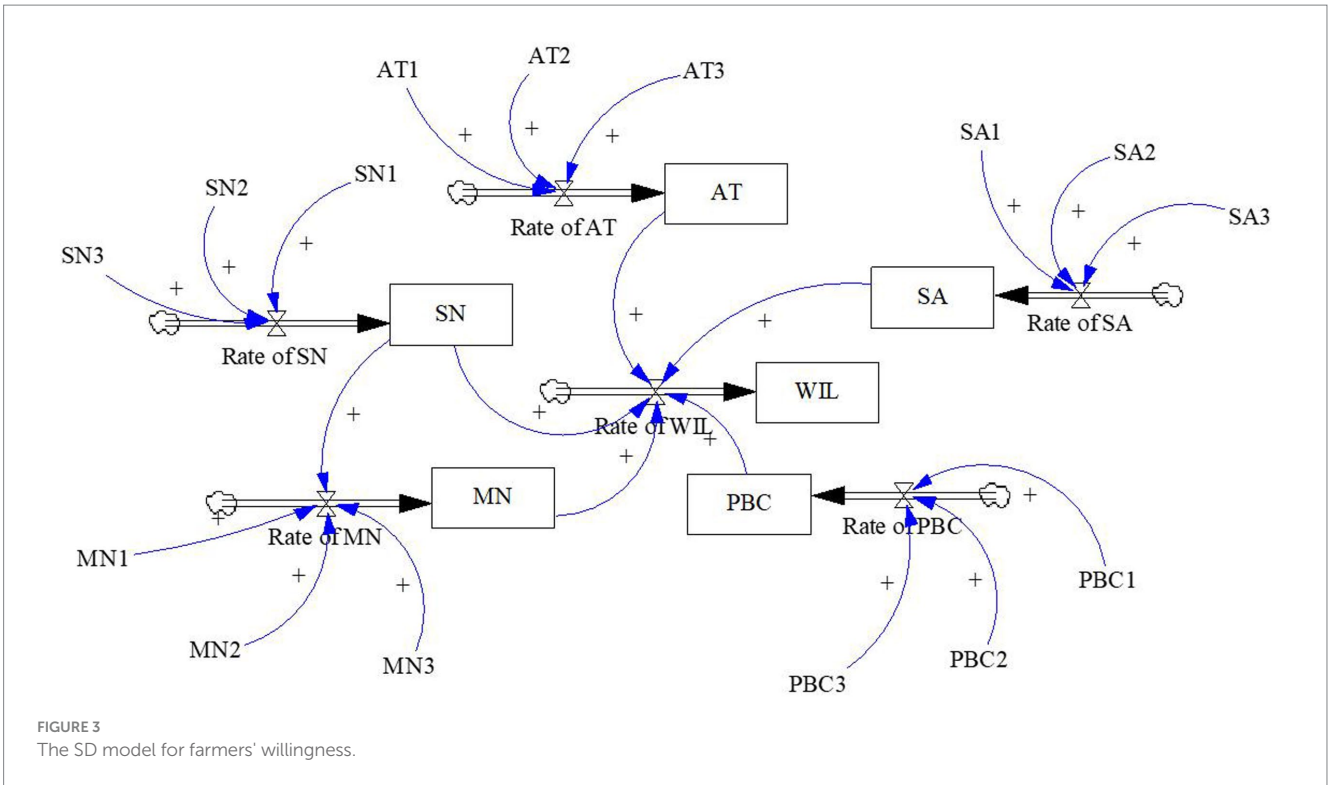 AT1
AT2
AT3
SA1
SA2
SA3
SN1
SN2
SN3
+
+
+
+
+
+
+
+
+
AT
Rate of AT
SA
Rate of SA
SN
Rate of SN
+
+
WIL
Rate of WIL
+
+
+
+
MN
Rate of MN
PBC
Rate of PBC
+
+
+
+
+
+
MN1
MN2
MN3
PBC1
PBC2
PBC3
FIGURE 3
The SD model for farmers' willingness.